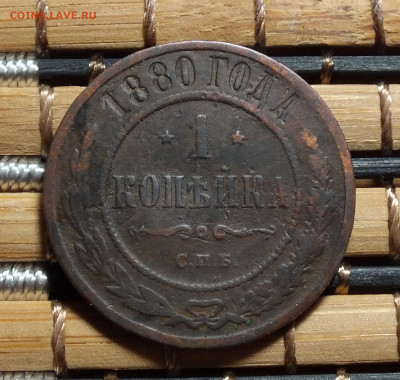 COINS.LAVE.RU
1880 ГОДА
1
КОПѢЙКА
С.П.Б.